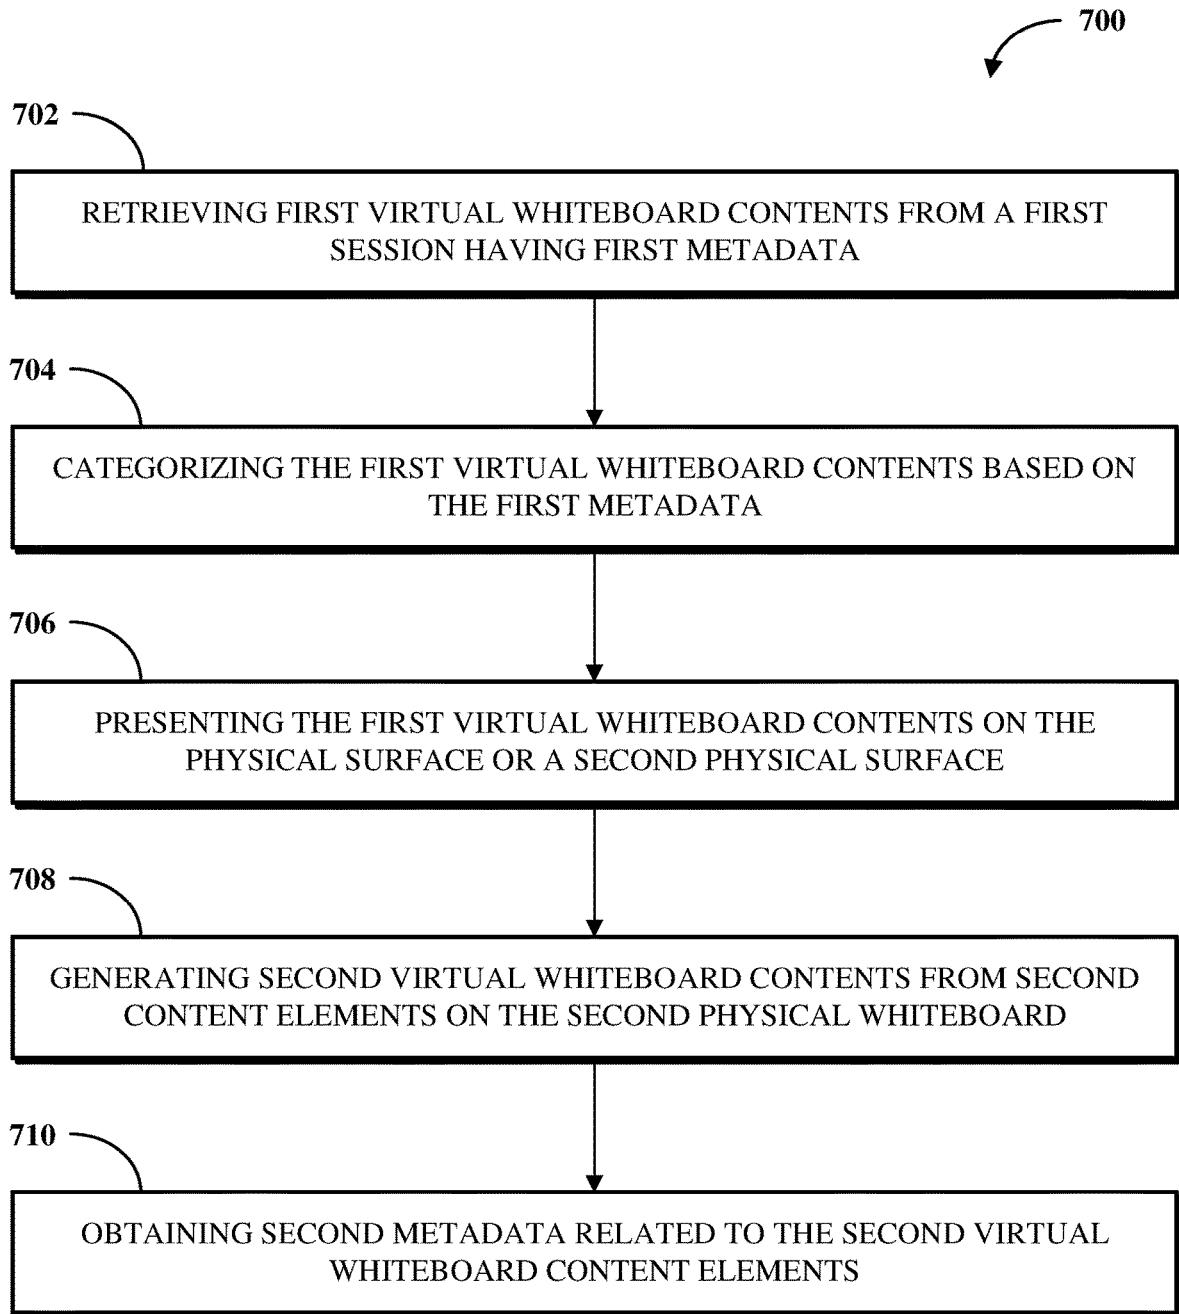 700
702
RETRIEVING FIRST VIRTUAL WHITEBOARD CONTENTS FROM A FIRST
SESSION HAVING FIRST METADATA
704
CATEGORIZING THE FIRST VIRTUAL WHITEBOARD CONTENTS BASED ON
THE FIRST METADATA
706
PRESENTING THE FIRST VIRTUAL WHITEBOARD CONTENTS ON THE
PHYSICAL SURFACE OR A SECOND PHYSICAL SURFACE
708
GENERATING SECOND VIRTUAL WHITEBOARD CONTENTS FROM SECOND
CONTENT ELEMENTS ON THE SECOND PHYSICAL WHITEBOARD
710
OBTAINING SECOND METADATA RELATED TO THE SECOND VIRTUAL
WHITEBOARD CONTENT ELEMENTS